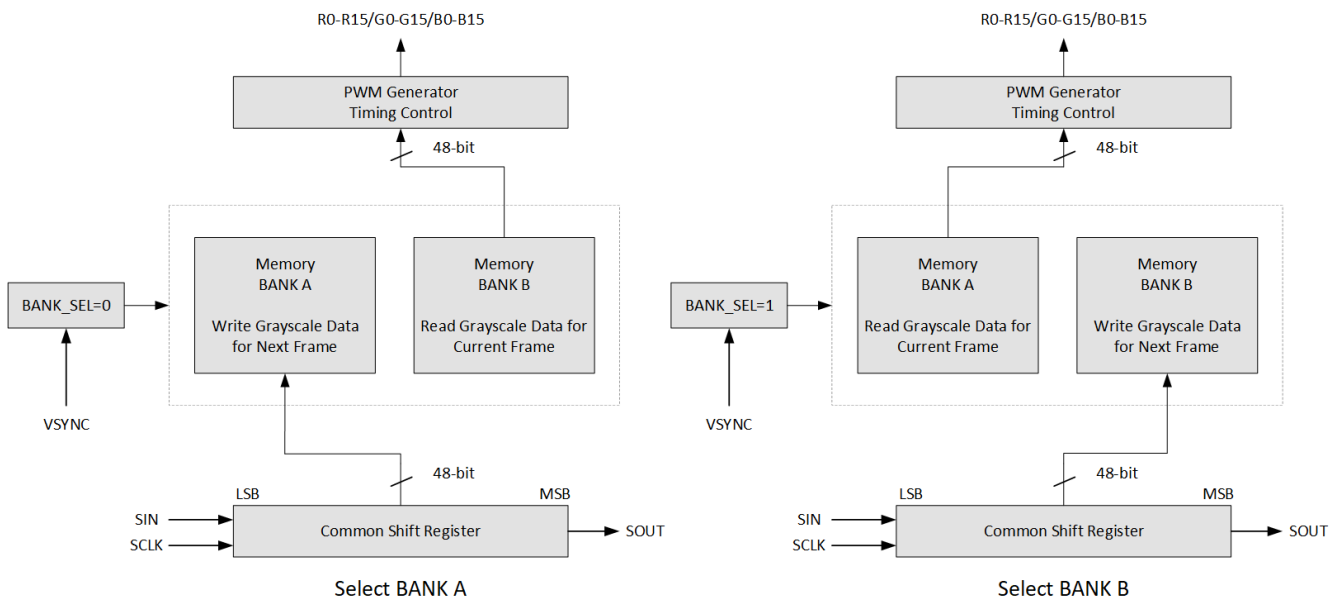 R0-R15/G0-G15/B0-B15
PWM Generator
Timing Control
48-bit
Memory
BANK A
Write Grayscale Data
for Next Frame
Memory
BANK B
Read Grayscale Data for
Current Frame
BANK_SEL=0
VSYNC
48-bit
LSB
MSB
SIN
SCLK
Common Shift Register
SOUT
Select BANK A
R0-R15/G0-G15/B0-B15
PWM Generator
Timing Control
48-bit
Memory
BANK A
Read Grayscale Data for
Current Frame
Memory
BANK B
Write Grayscale Data
for Next Frame
BANK_SEL=1
VSYNC
48-bit
LSB
MSB
SIN
SCLK
Common Shift Register
SOUT
Select BANK B